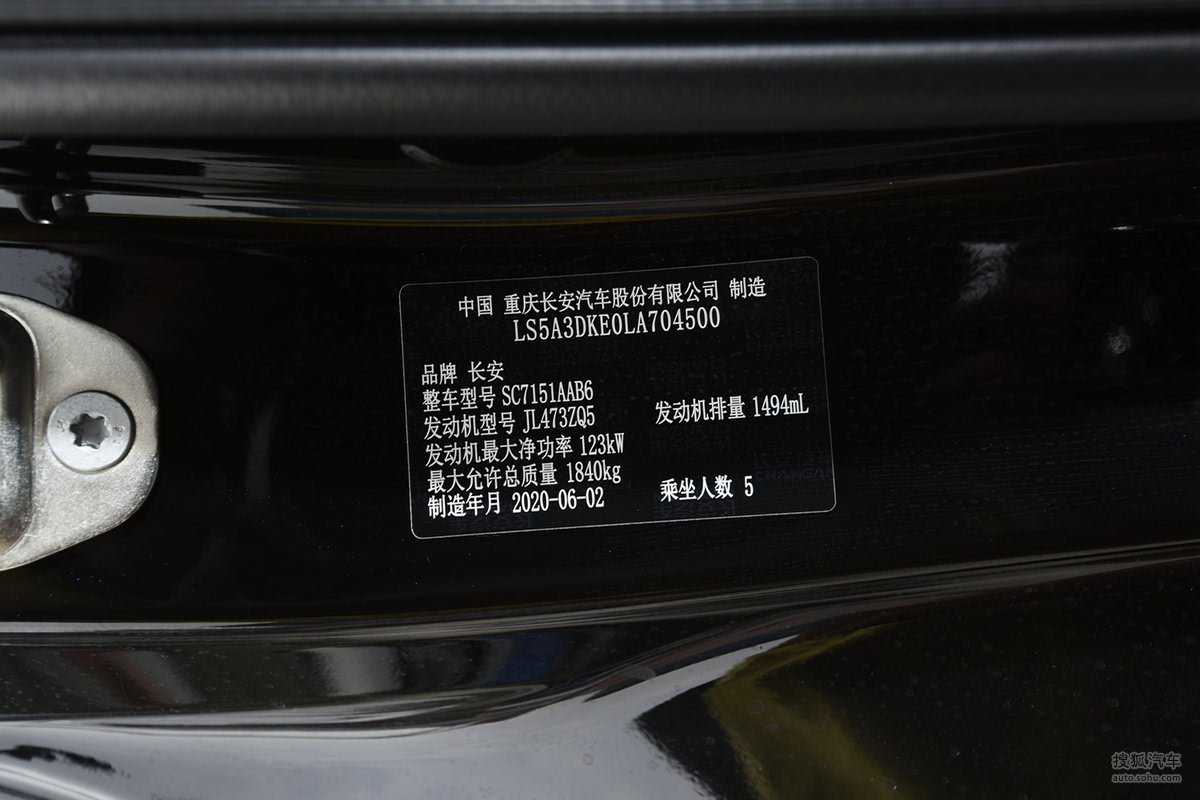 中国 重庆长安汽车股份有限公司 制造
LS5A3DKE0LA704500
品牌 长安
整车型号 SC7151AAB6
发动机型号 JL473ZQ5 发动机排量 1494mL
发动机最大净功率 123kW
最大允许总质量 1840kg
制造年月 2020-06-02 乘坐人数 5
搜狐汽车
auto.sohu.com